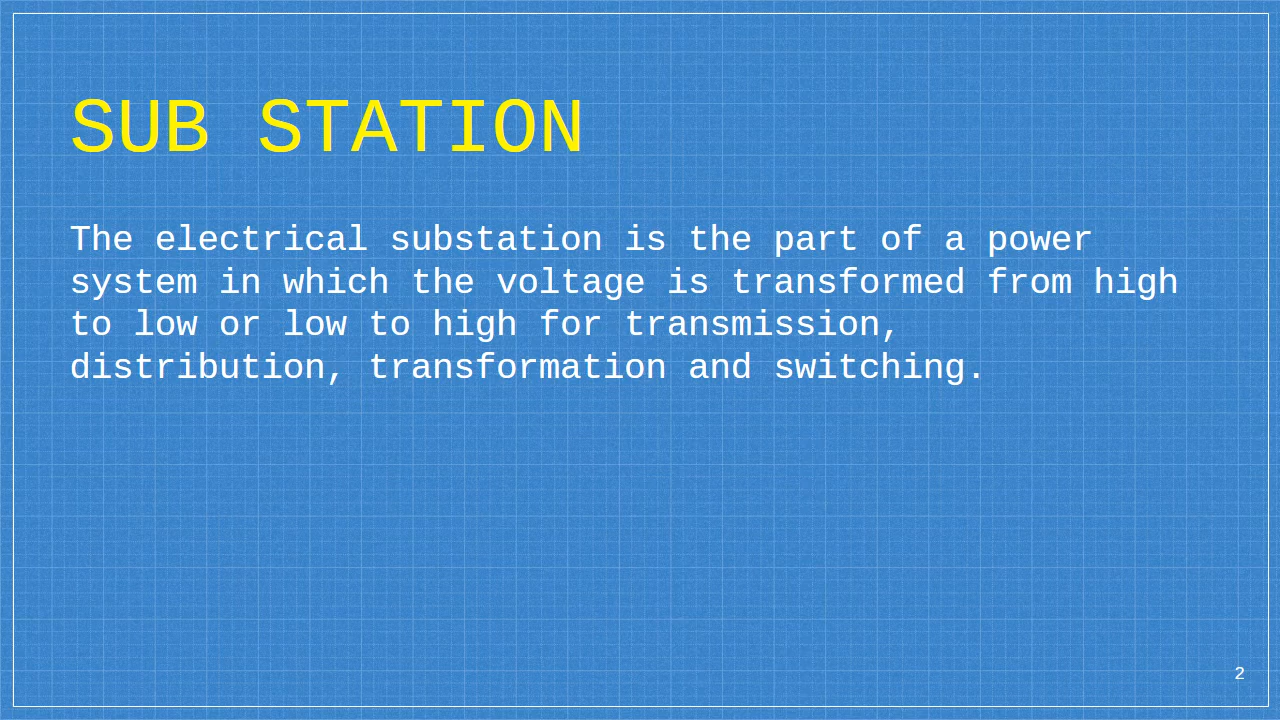 SUB STATION
The electrical substation is the part of a power
system in which the voltage is transformed from high
to low or low to high for transmission,
distribution, transformation and switching.
2